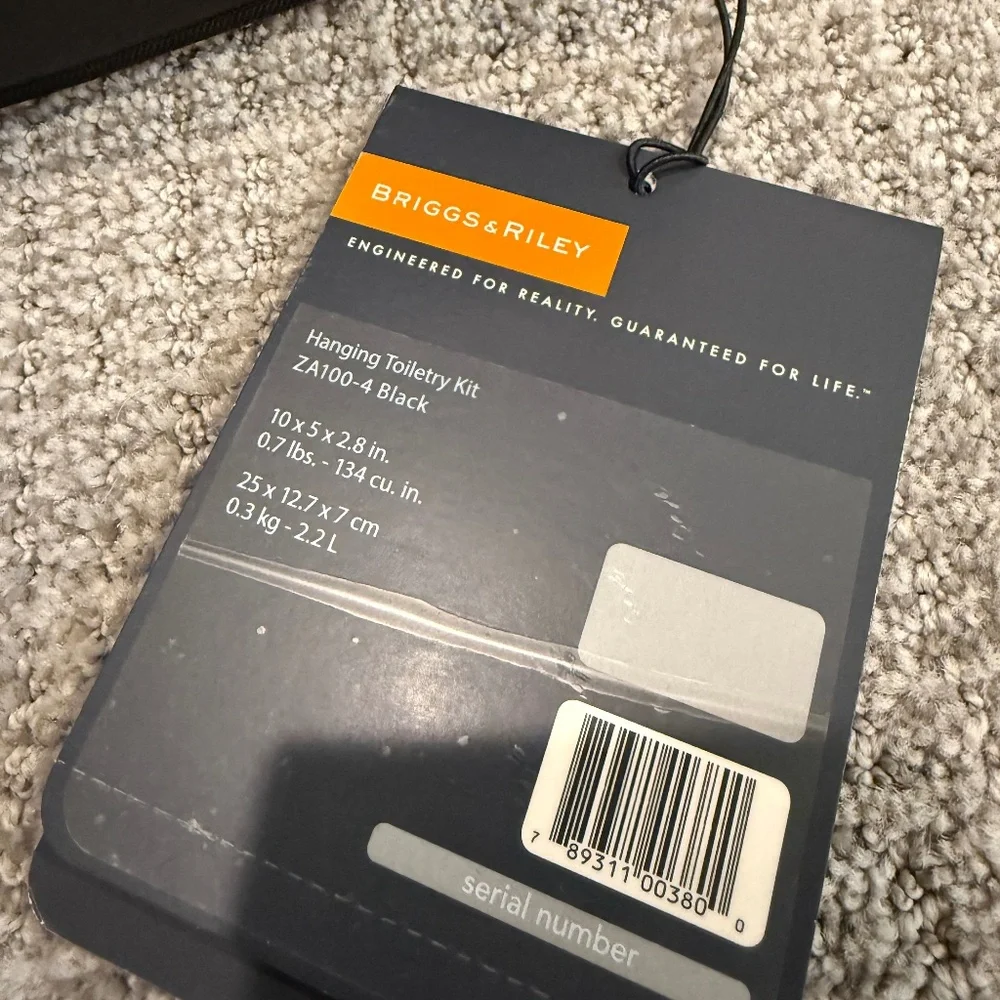 BRIGGS & RILEY
ENGINEERED FOR REALITY. GUARANTEED FOR LIFE.™
Hanging Toiletry Kit
ZA100-4 Black
10 x 5 x 2.8 in.
0.7 lbs. - 134 cu. in.
25 x 12.7 x 7 cm
0.3 kg - 2.2 L
7 89311 00380 0
serial number